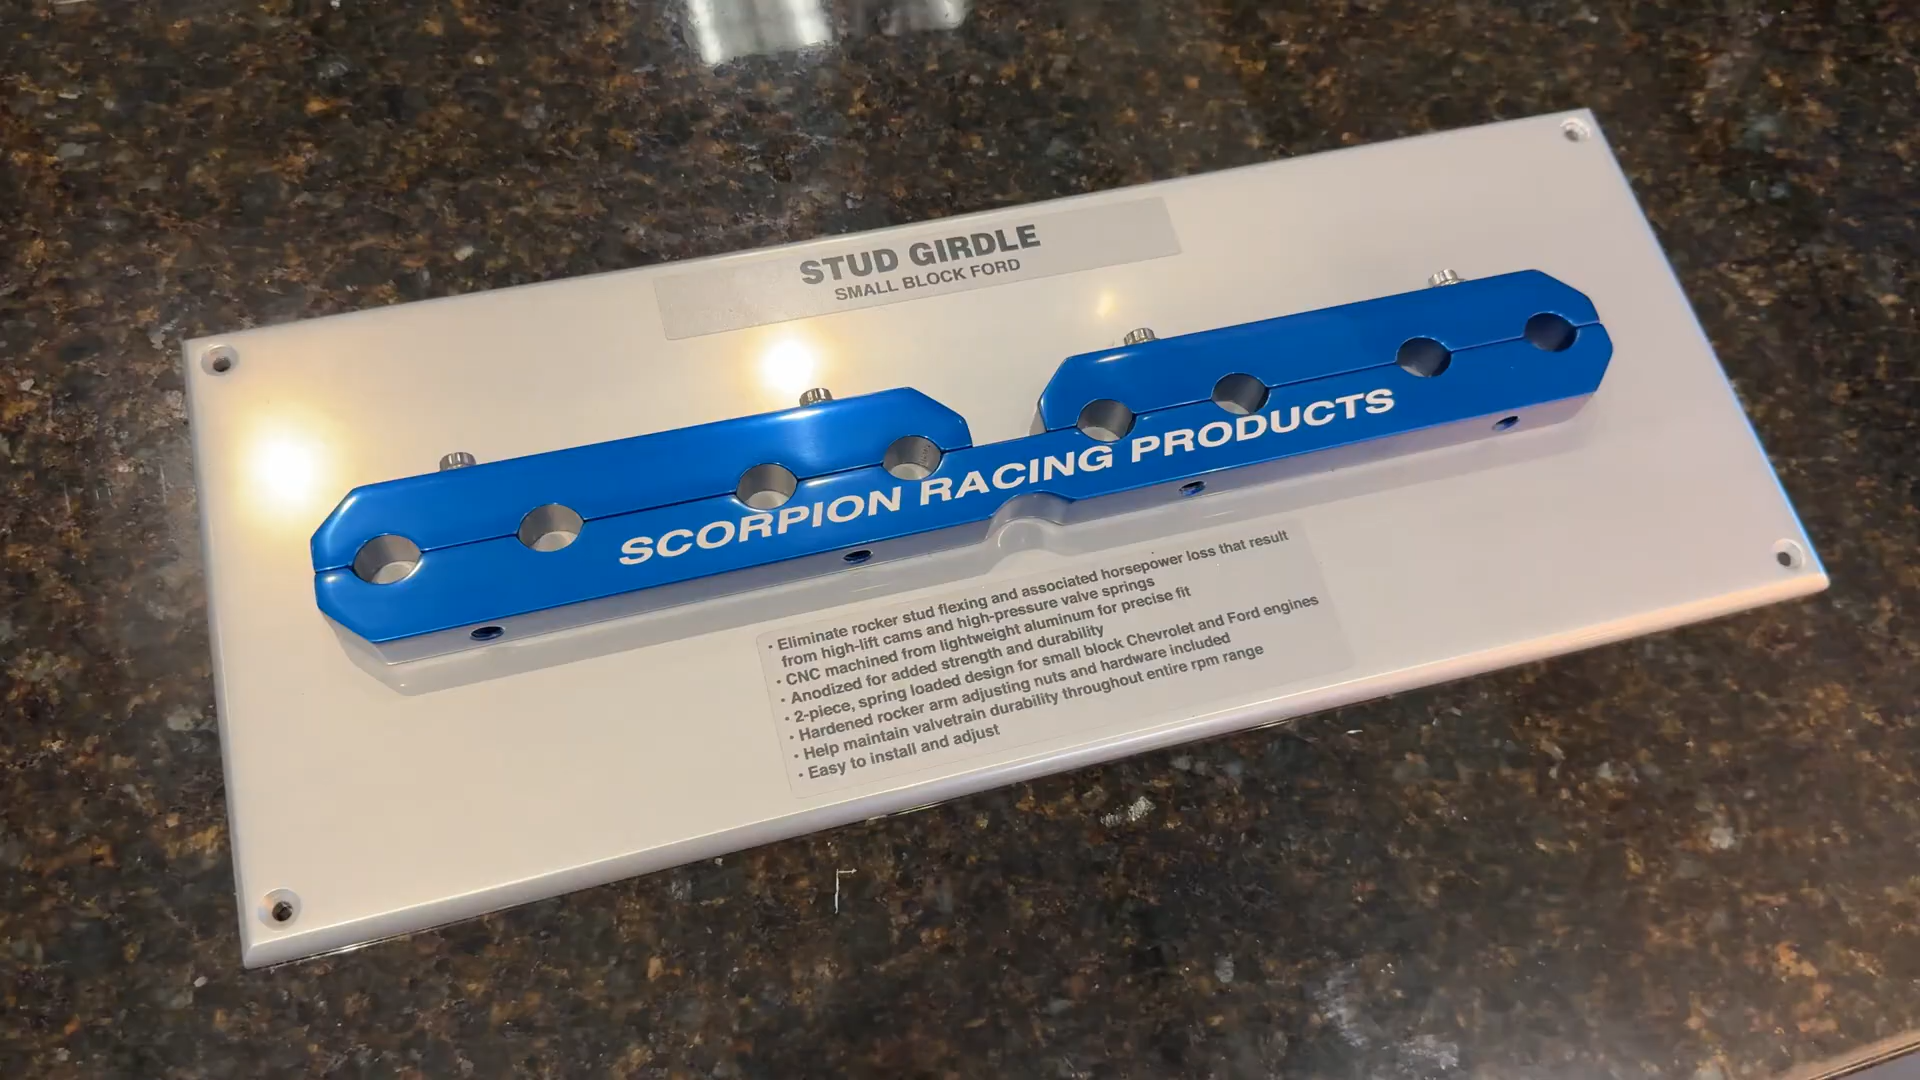 STUD GIRDLE
SMALL BLOCK FORD
SCORPION RACING PRODUCTS
• Eliminate rocker stud flexing and associated horsepower loss that result
from high-lift cams and high-pressure valve springs
• CNC machined from lightweight aluminum for precise fit
• Anodized for added strength and durability
• 2-piece, spring loaded design for small block Chevrolet and Ford engines
• Hardened rocker arm adjusting nuts and hardware included
• Help maintain valvetrain durability throughout entire rpm range
• Easy to install and adjust